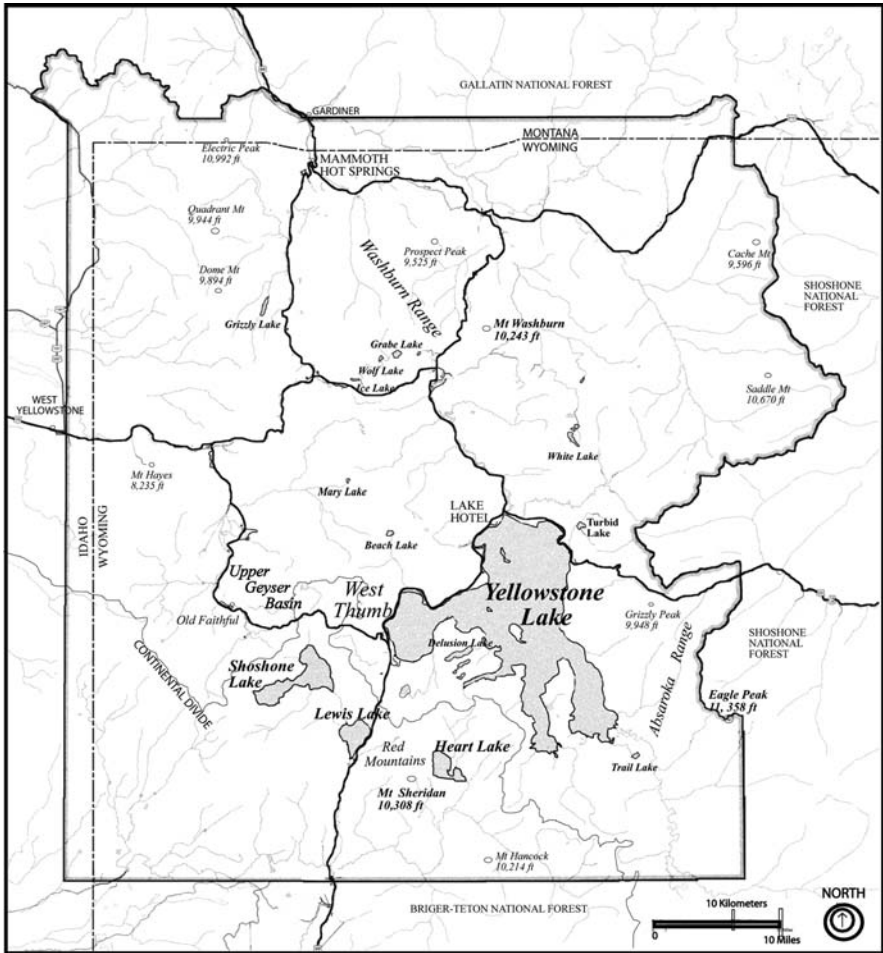 GALLATIN NATIONAL FOREST
GARDINER
MONTANA
WYOMING
Electric Peak
10,992 ft
MAMMOTH
HOT SPRINGS
Quadrant Mt
9,944 ft
Washburn Range
Prospect Peak
9,525 ft
Cache Mt
9,596 ft
Dome Mt
9,894 ft
SHOSHONE
NATIONAL
FOREST
Grizzly Lake
Mt Washburn
10,243 ft
Grabe Lake
Wolf Lake
Ice Lake
Saddle Mt
10,670 ft
WEST
YELLOWSTONE
White Lake
Mt Hayes
8,235 ft
Mary Lake
LAKE
HOTEL
Turbid
Lake
IDAHO
WYOMING
Beach Lake
Upper
Geyser
Basin
West
Thumb
Yellowstone
Lake
Old Faithful
Grizzly Peak
9,948 ft
SHOSHONE
NATIONAL
FOREST
Delusion Lake
CONTINENTAL DIVIDE
Shoshone
Lake
Absaroka Range
Eagle Peak
11, 358 ft
Lewis Lake
Red
Mountains
Heart Lake
Trail Lake
Mt Sheridan
10,308 ft
Mt Hancock
10,214 ft
BRIGER-TETON NATIONAL FOREST
10 Kilometers
0
10 Miles
NORTH